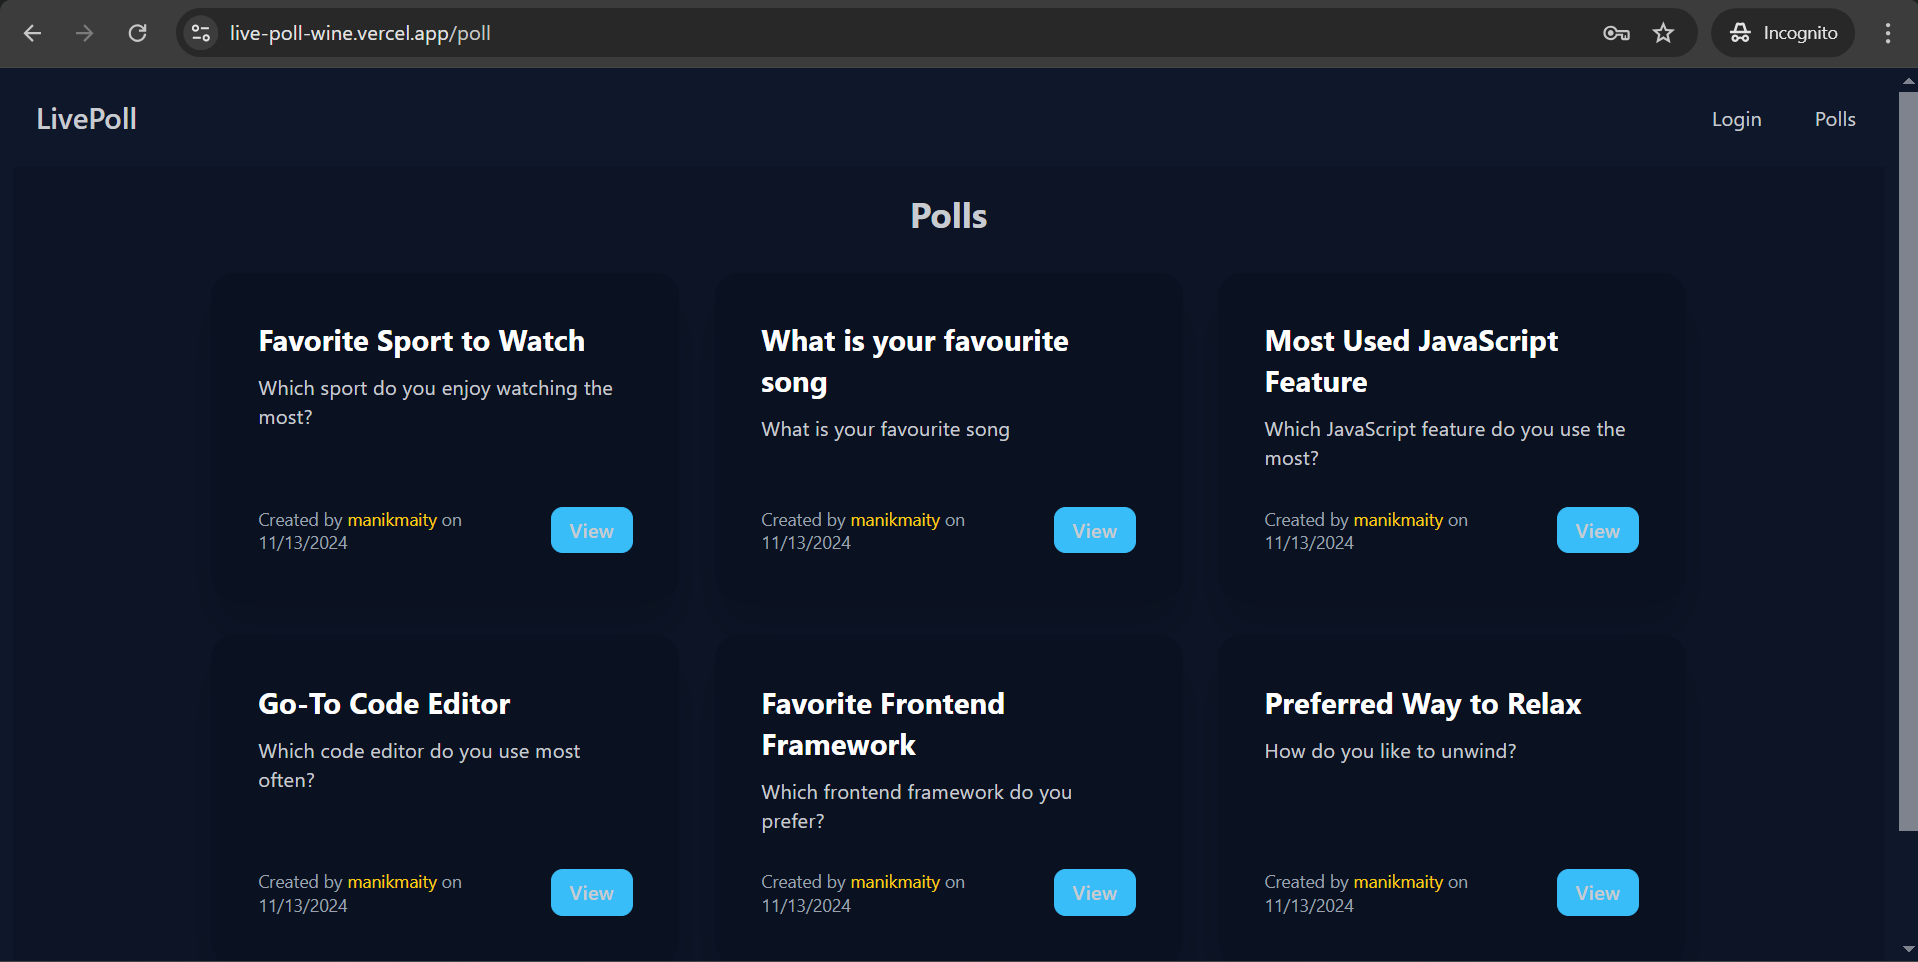 live-poll-wine.vercel.app/poll
Incognito
LivePoll
Login
Polls
Polls
Favorite Sport to Watch
Which sport do you enjoy watching the
most?
Created by manikmaity on
11/13/2024
View
What is your favourite
song
What is your favourite song
Created by manikmaity on
11/13/2024
View
Most Used JavaScript
Feature
Which JavaScript feature do you use the
most?
Created by manikmaity on
11/13/2024
View
Go-To Code Editor
Which code editor do you use most
often?
Created by manikmaity on
11/13/2024
View
Favorite Frontend
Framework
Which frontend framework do you
prefer?
Created by manikmaity on
11/13/2024
View
Preferred Way to Relax
How do you like to unwind?
Created by manikmaity on
11/13/2024
View